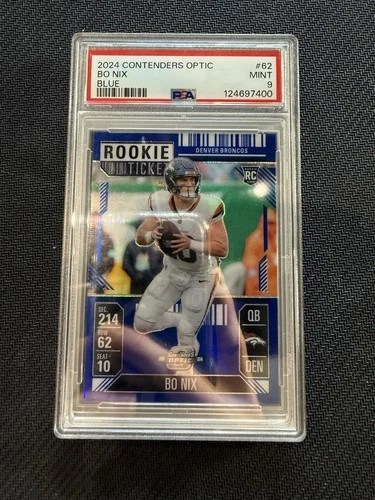 2024 CONTENDERS OPTIC #62
BO NIX MINT
BLUE 9
PSA 124697400
ROOKIE
TICKET
DENVER BRONCOS
RC
SEC.
214
ROW
62
SEAT
10
QB
DEN
OPTIC
BO NIX